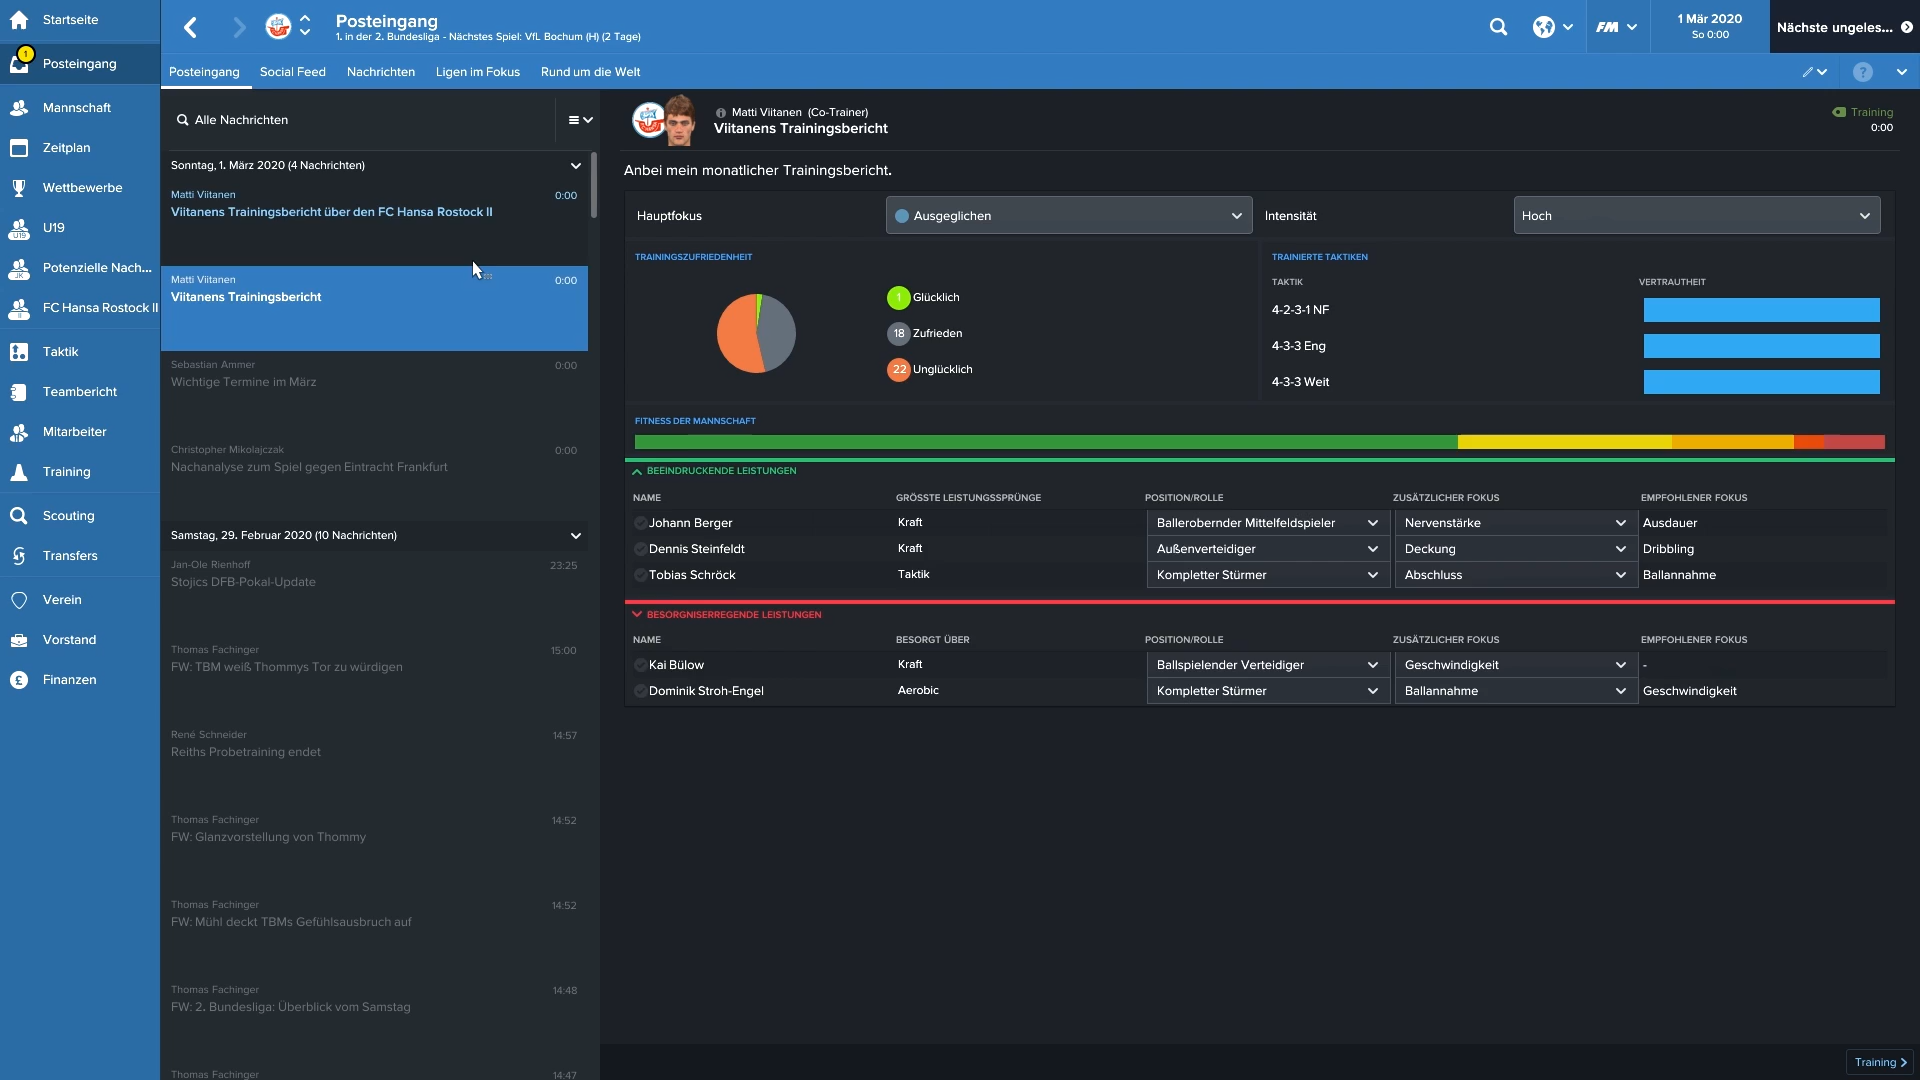 Startseite
1
Posteingang
Mannschaft
Zeitplan
Wettbewerbe
U19
Potenzielle Nach...
FC Hansa Rostock II
Taktik
Teambericht
Mitarbeiter
Training
Scouting
Transfers
Verein
Vorstand
Finanzen
Posteingang
1. in der 2. Bundesliga - Nächstes Spiel: VfL Bochum (H) (2 Tage)
FM
1 Mär 2020
So 0:00
Nächste ungeles...
Posteingang
Social Feed
Nachrichten
Ligen im Fokus
Rund um die Welt
?
Alle Nachrichten
Sonntag, 1. März 2020 (4 Nachrichten)
Matti Viitanen 0:00
Viitanens Trainingsbericht über den FC Hansa Rostock II
Matti Viitanen 0:00
Viitanens Trainingsbericht
Sebastian Ammer 0:00
Wichtige Termine im März
Christopher Mikolajczak 0:00
Nachanalyse zum Spiel gegen Eintracht Frankfurt
Samstag, 29. Februar 2020 (10 Nachrichten)
Jan-Ole Rienhoff 23:25
Stojics DFB-Pokal-Update
Thomas Fachinger 15:00
FW: TBM weiß Thommys Tor zu würdigen
René Schneider 14:57
Reiths Probetraining endet
Thomas Fachinger 14:52
FW: Glanzvorstellung von Thommy
Thomas Fachinger 14:52
FW: Mühl deckt TBMs Gefühlsausbruch auf
Thomas Fachinger 14:48
FW: 2. Bundesliga: Überblick vom Samstag
Thomas Fachinger 14:47
Matti Viitanen (Co-Trainer)
Viitanens Trainingsbericht
Training
0:00
Anbei mein monatlicher Trainingsbericht.
Hauptfokus Ausgeglichen Intensität Hoch
TRAININGSZUFRIEDENHEIT
1 Glücklich
18 Zufrieden
22 Unglücklich
TRAINIERTE TAKTIKEN
TAKTIK VERTRAUTHEIT
4-2-3-1 NF
4-3-3 Eng
4-3-3 Weit
FITNESS DER MANNSCHAFT
BEEINDRUCKENDE LEISTUNGEN
NAME GRÖSSTE LEISTUNGSSPRÜNGE POSITION/ROLLE ZUSÄTZLICHER FOKUS EMPFOHLENER FOKUS
Johann Berger Kraft Ballerobernder Mittelfeldspieler Nervenstärke Ausdauer
Dennis Steinfeldt Kraft Außenverteidiger Deckung Dribbling
Tobias Schröck Taktik Kompletter Stürmer Abschluss Ballannahme
BESORGNISERREGENDE LEISTUNGEN
NAME BESORGT ÜBER POSITION/ROLLE ZUSÄTZLICHER FOKUS EMPFOHLENER FOKUS
Kai Bülow Kraft Ballspielender Verteidiger Geschwindigkeit -
Dominik Stroh-Engel Aerobic Kompletter Stürmer Ballannahme Geschwindigkeit
Training